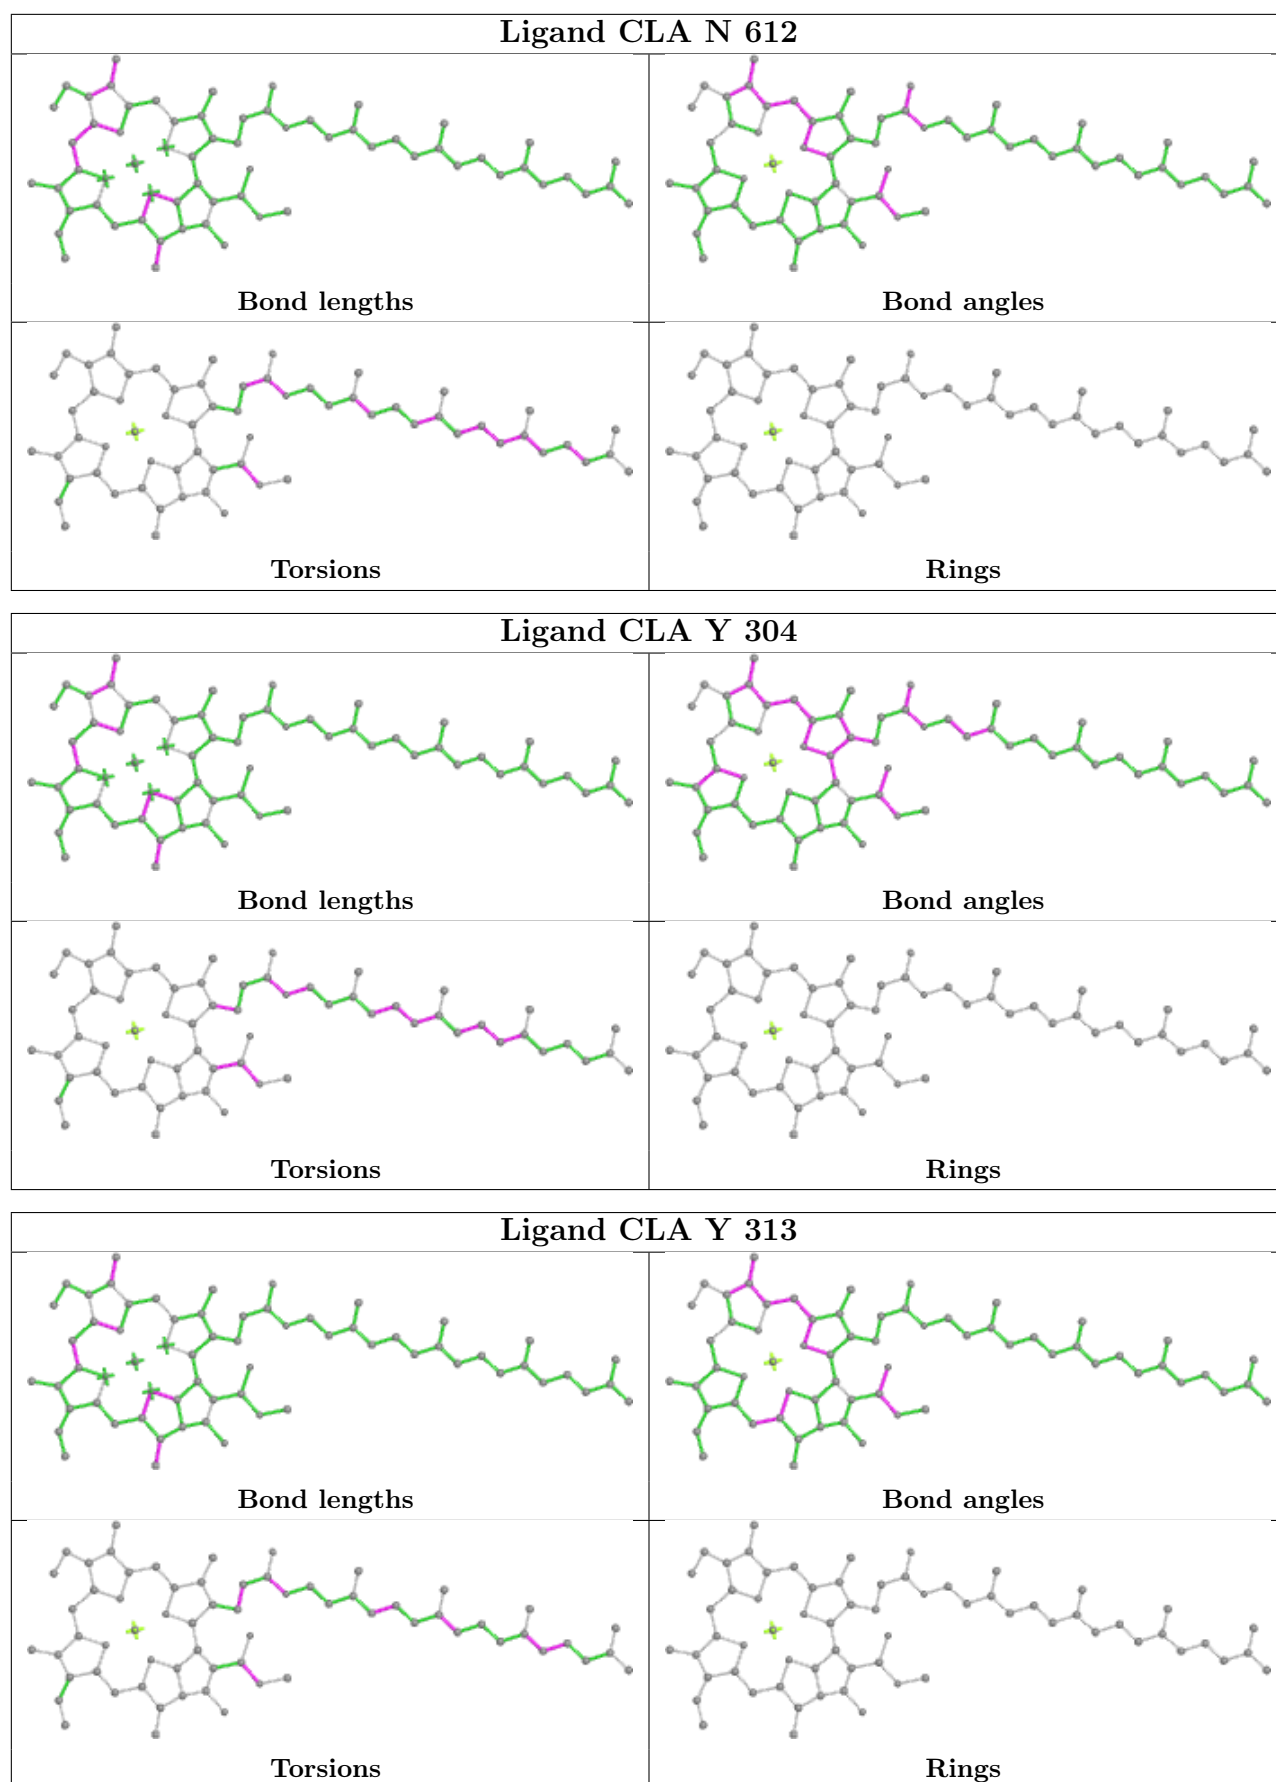 Ligand CLA N 612
Bond lengths
Bond angles
Torsions
Rings
Ligand CLA Y 304
Bond lengths
Bond angles
Torsions
Rings
Ligand CLA Y 313
Bond lengths
Bond angles
Torsions
Rings